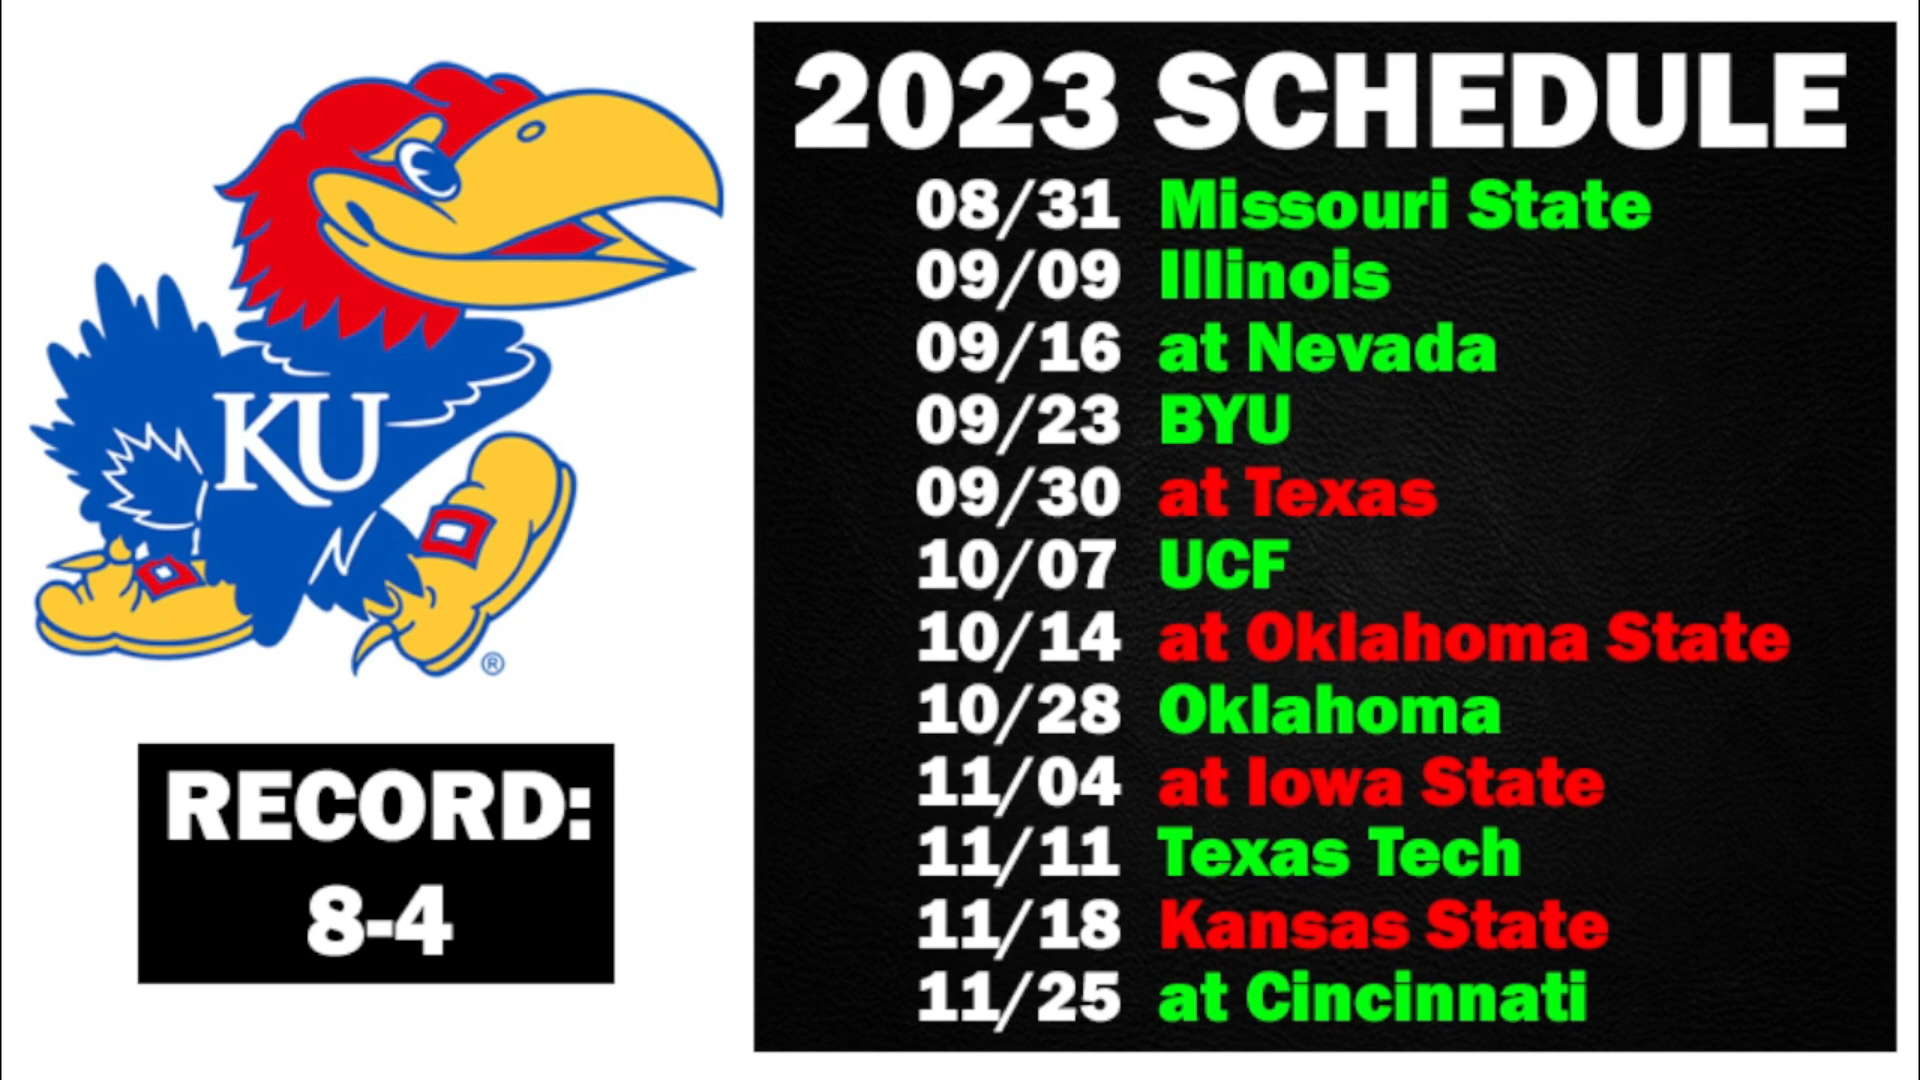 KU
®
RECORD:
8-4
2023 SCHEDULE
08/31 Missouri State
09/09 Illinois
09/16 at Nevada
09/23 BYU
09/30 at Texas
10/07 UCF
10/14 at Oklahoma State
10/28 Oklahoma
11/04 at Iowa State
11/11 Texas Tech
11/18 Kansas State
11/25 at Cincinnati